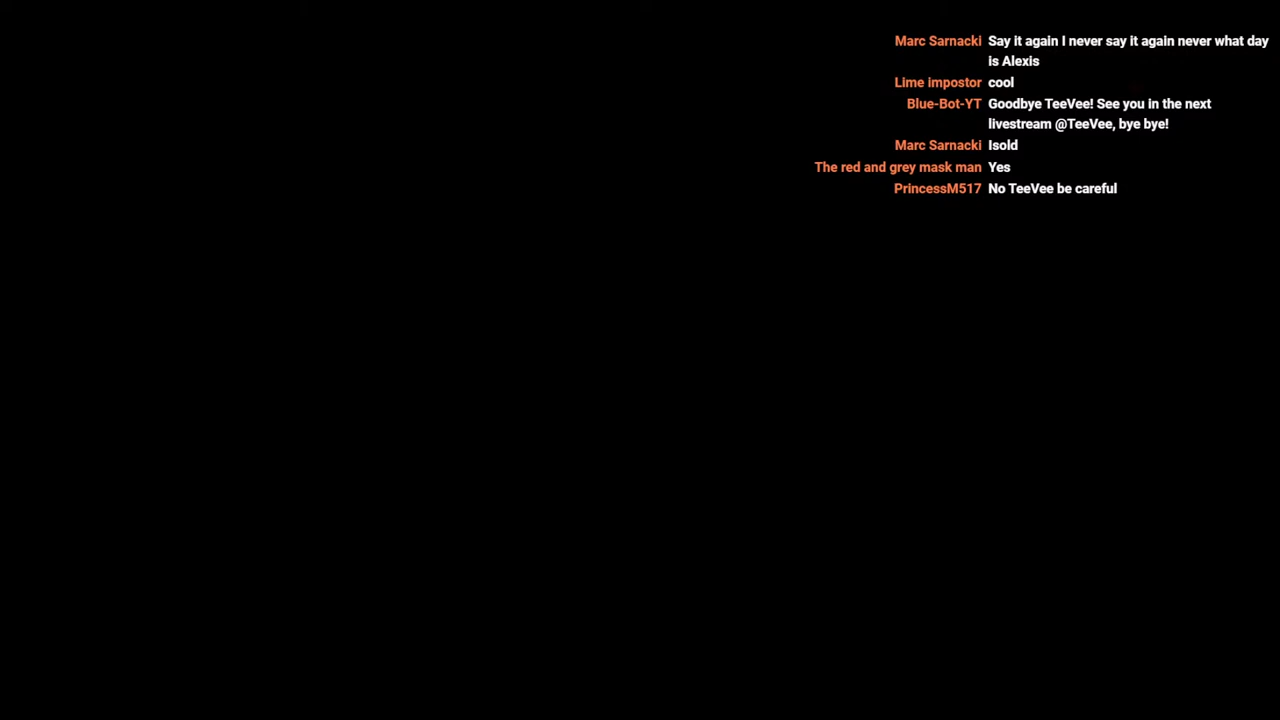 Marc Sarnacki Say it again I never say it again never what day
is Alexis
Lime impostor cool
Blue-Bot-YT Goodbye TeeVee! See you in the next
livestream @TeeVee, bye bye!
Marc Sarnacki Isold
The red and grey mask man Yes
PrincessM517 No TeeVee be careful